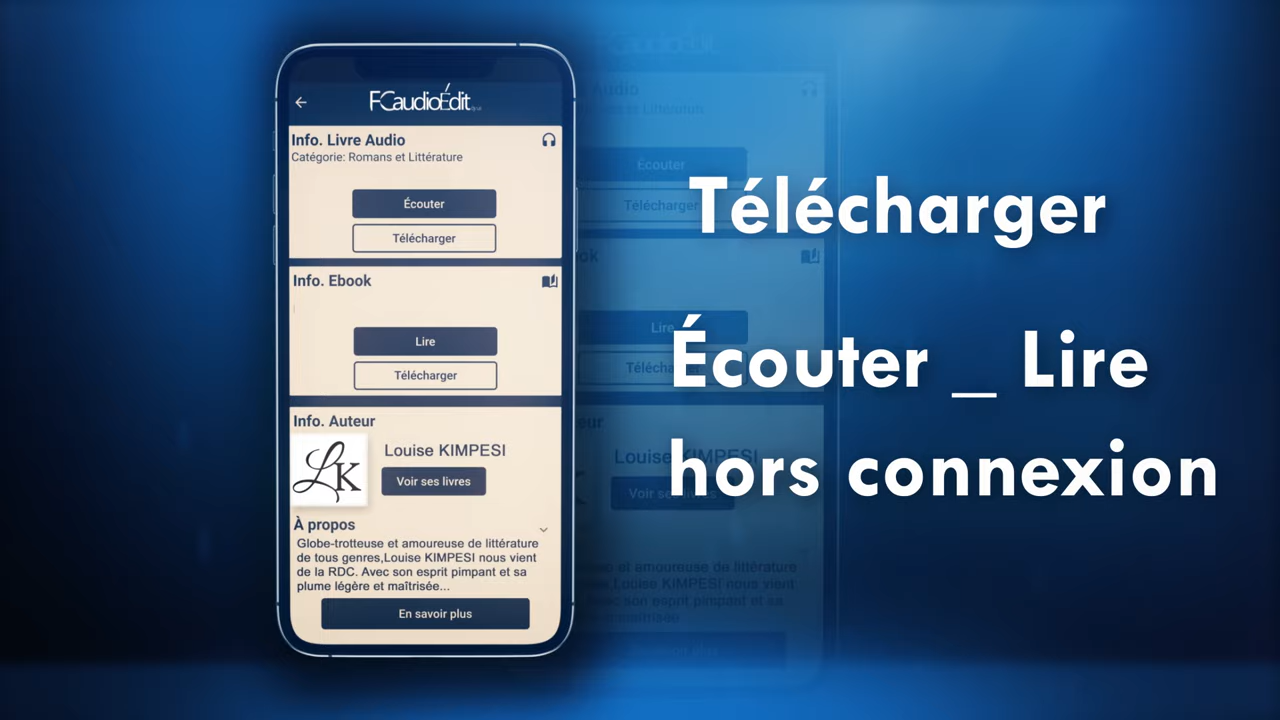 FCaudioÉdit
Info. Livre Audio
Catégorie: Romans et Littérature
Écouter
Télécharger
Info. Ebook
Lire
Télécharger
Info. Auteur
LK
Louise KIMPESI
Voir ses livres
À propos
Globe-trotteuse et amoureuse de littérature
de tous genres,Louise KIMPESI nous vient
de la RDC. Avec son esprit pimpant et sa
plume légère et maîtrisée...
En savoir plus
Télécharger
Écouter _ Lire
hors connexion